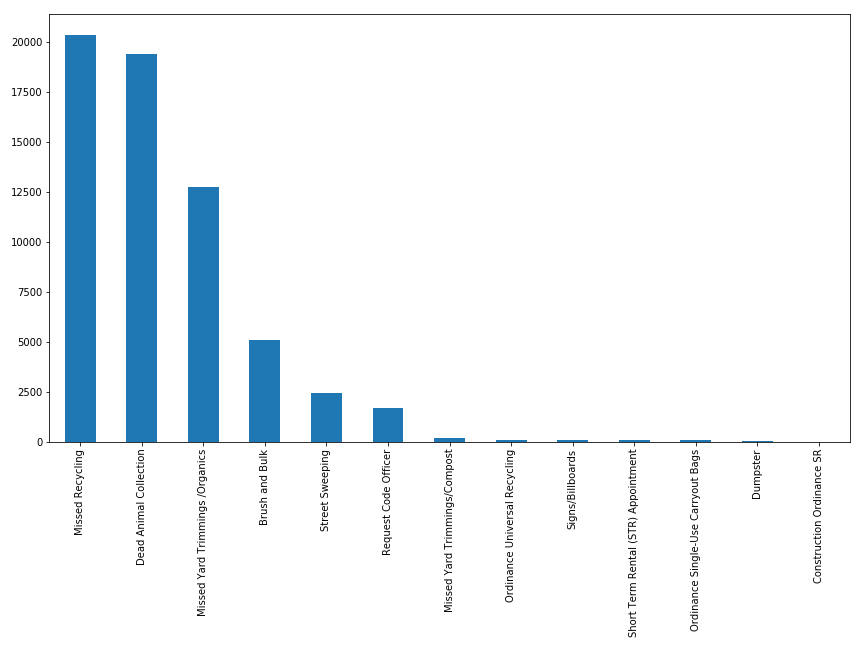 20000
17500
15000
12500
10000
7500
5000
2500
0
Missed Recycling
Dead Animal Collection
Missed Yard Trimmings /Organics
Brush and Bulk
Street Sweeping
Request Code Officer
Missed Yard Trimmings/Compost
Ordinance Universal Recycling
Signs/Billboards
Short Term Rental (STR) Appointment
Ordinance Single-Use Carryout Bags
Dumpster
Construction Ordinance SR